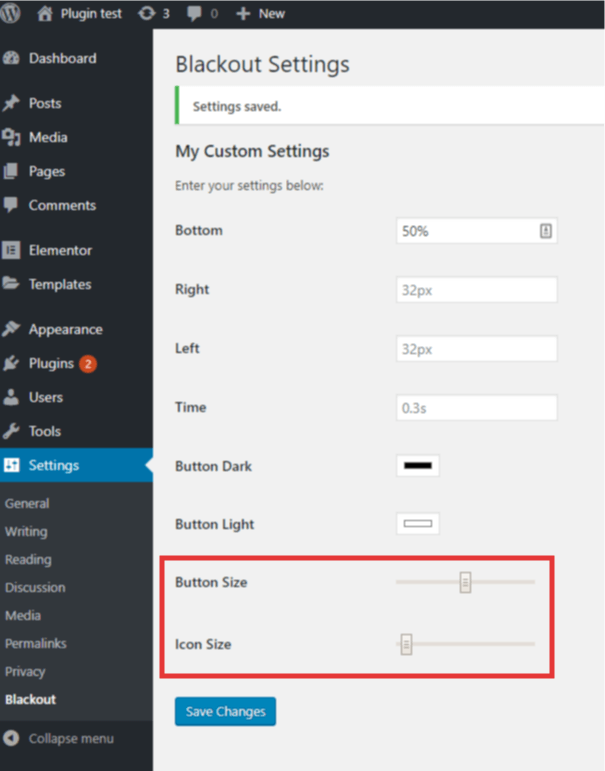 Plugin test 3 0 New
Dashboard
Posts
Media
Pages
Comments
Elementor
Templates
Appearance
Plugins 2
Users
Tools
Settings
General
Writing
Reading
Discussion
Media
Permalinks
Privacy
Blackout
Collapse menu
Blackout Settings
Settings saved.
My Custom Settings
Enter your settings below:
Bottom 50%
Right 32px
Left 32px
Time 0.3s
Button Dark
Button Light
Button Size
Icon Size
Save Changes